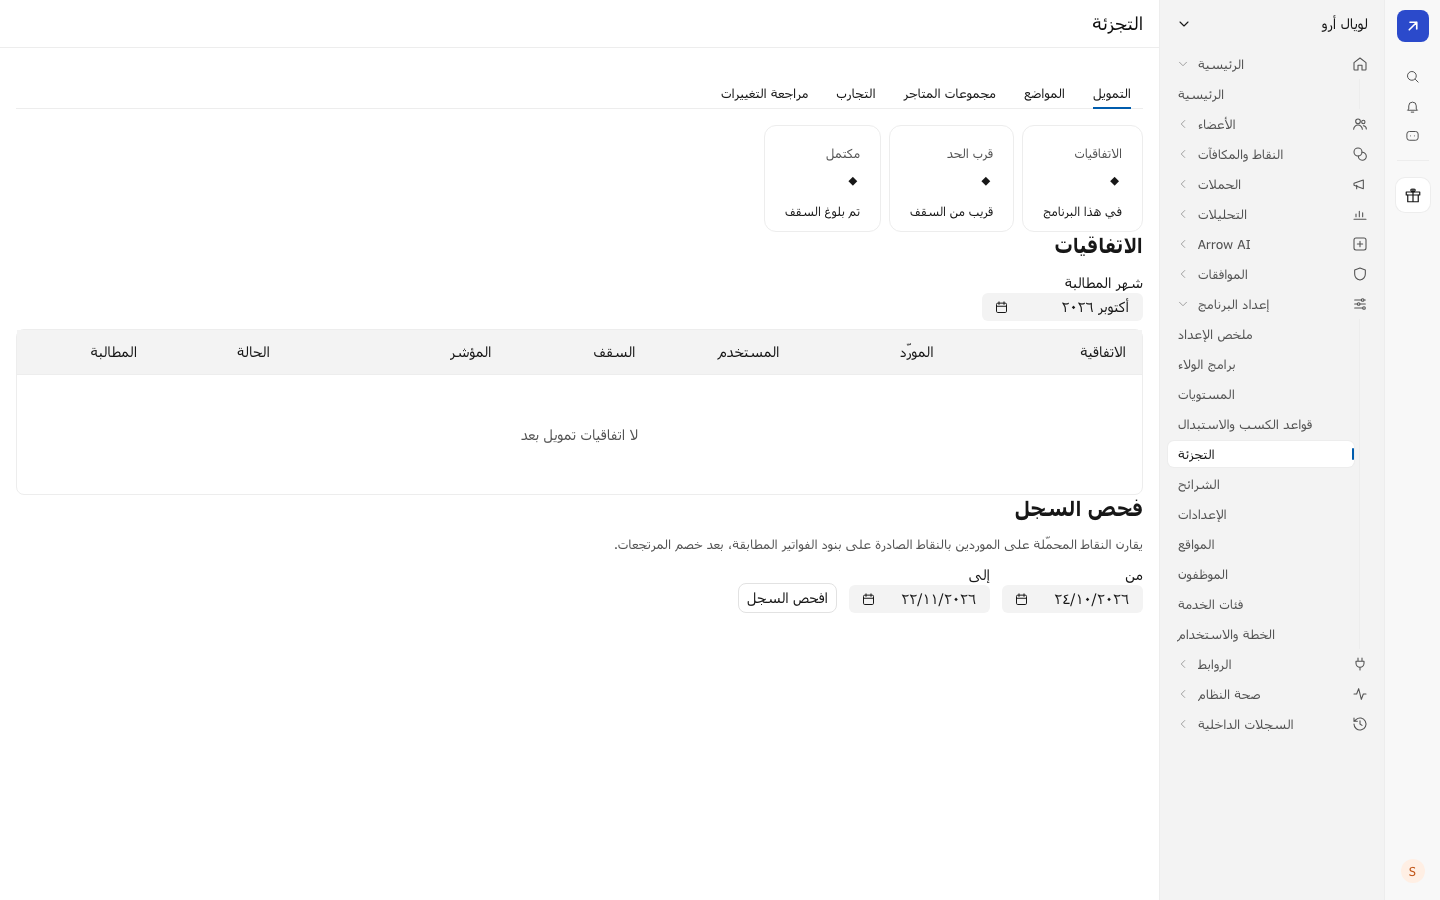 لويال أرو
الرئيسية
الرئيسية
الأعضاء
النقاط والمكافآت
الحملات
التحليلات
Arrow AI
الموافقات
إعداد البرنامج
ملخص الإعداد
برامج الولاء
المستويات
قواعد الكسب والاستبدال
التجزئة
الشرائح
الإعدادات
المواقع
الموظفون
فئات الخدمة
الخطة والاستخدام
الروابط
صحة النظام
السجلات الداخلية
S
التجزئة
التمويل المواضع مجموعات المتاجر التجارب مراجعة التغييرات
الاتفاقيات قرب الحد مكتمل
٠ ٠ ٠
في هذا البرنامج قريب من السقف تم بلوغ السقف
الاتفاقيات
شهر المطالبة
أكتوبر ٢٠٢٦
الاتفاقية المورّد المستخدم السقف المؤشر الحالة المطالبة
لا اتفاقيات تمويل بعد
فحص السجل
يقارن النقاط المحمّلة على الموردين بالنقاط الصادرة على بنود الفواتير المطابقة، بعد خصم المرتجعات.
من إلى
٢٤/١٠/٢٠٢٦ ٢٢/١١/٢٠٢٦ افحص السجل